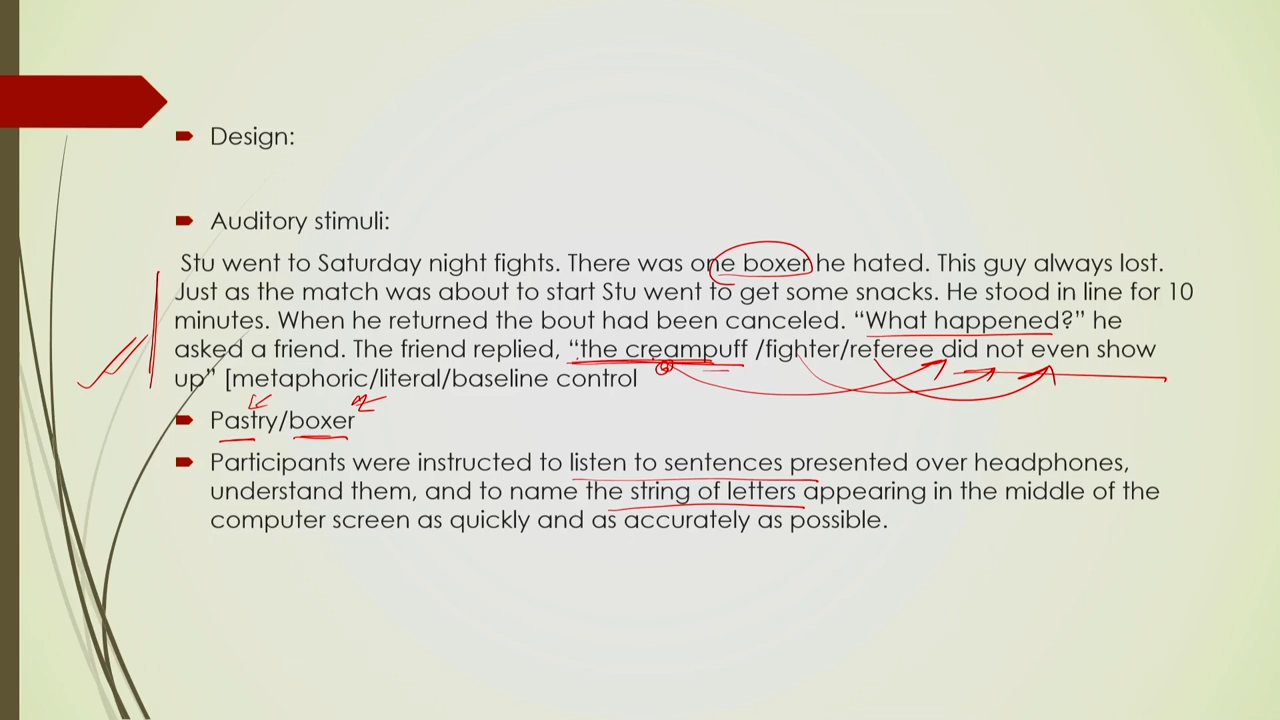 Design:
Auditory stimuli:
Stu went to Saturday night fights. There was one boxer he hated. This guy always lost.
Just as the match was about to start Stu went to get some snacks. He stood in line for 10
minutes. When he returned the bout had been canceled. “What happened?” he
asked a friend. The friend replied, “the creampuff /fighter/referee did not even show
up” [metaphoric/literal/baseline control
Pastry/boxer
Participants were instructed to listen to sentences presented over headphones,
understand them, and to name the string of letters appearing in the middle of the
computer screen as quickly and as accurately as possible.